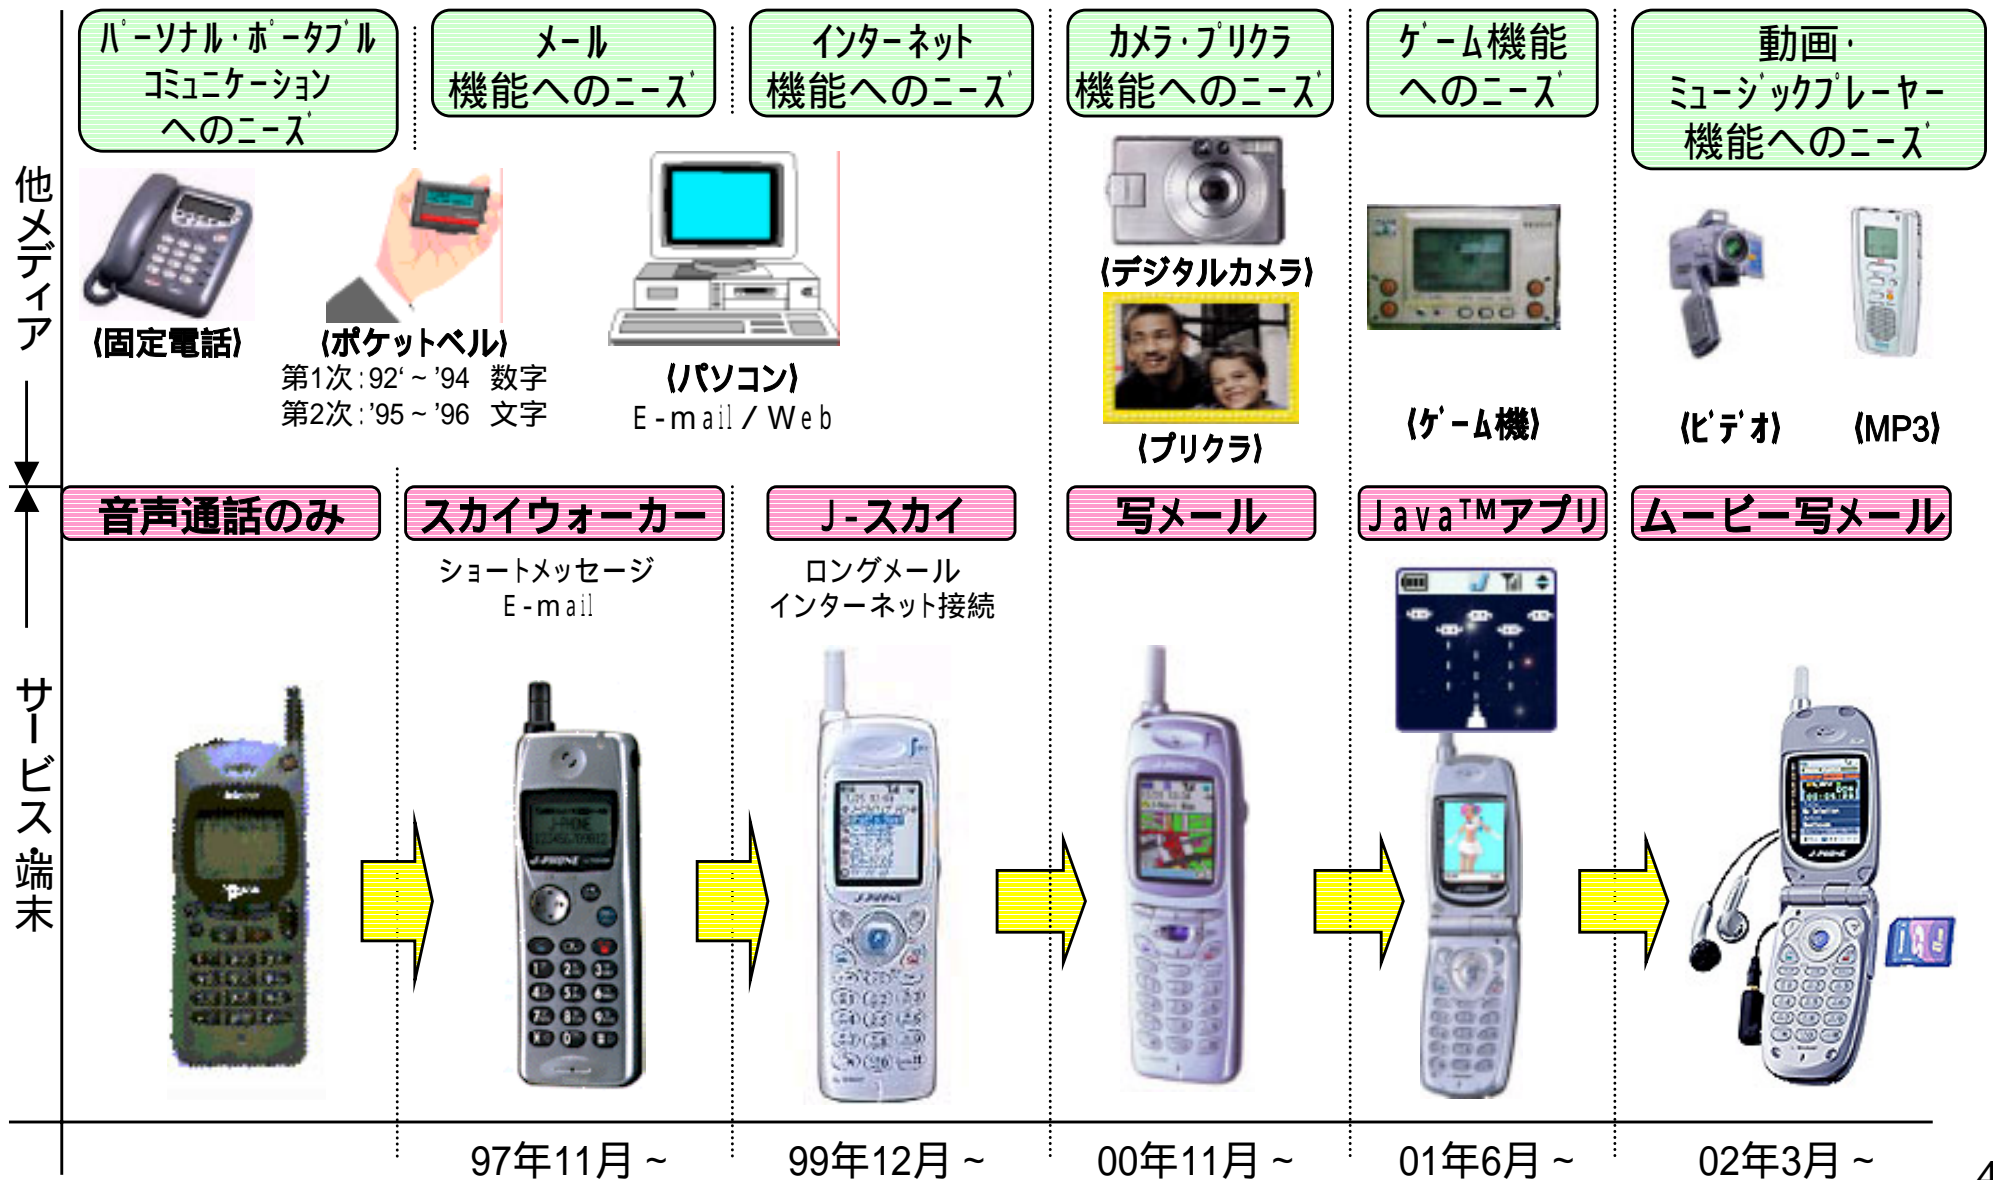 パーソナル・ポータブル
コミュニケーション
へのニーズ
メール
機能へのニーズ
インターネット
機能へのニーズ
カメラ・プリクラ
機能へのニーズ
ゲーム機能
へのニーズ
動画・
ミュージックプレーヤー
機能へのニーズ
他メディア
《固定電話》
《ポケットベル》
第1次:92‘~’94 数字
第2次:’95~’96 文字
《パソコン》
E-mail/Web
《デジタルカメラ》
《プリクラ》
《ゲーム機》
《ビデオ》
《MP3》
音声通話のみ
スカイウォーカー
J-スカイ
写メール
Java™アプリ
ムービー写メール
ショートメッセージ
E-mail
ロングメール
インターネット接続
サービス・端末
J-PHONE
J-PHONE
J-PHONE
97年11月~
99年12月~
00年11月~
01年6月~
02年3月~